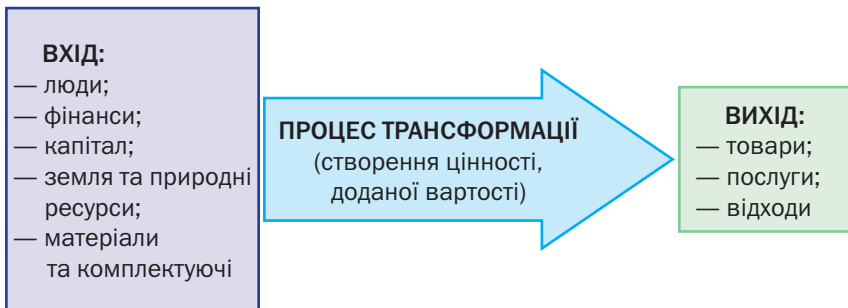 ВХІД:
— люди;
— фінанси;
— капітал;
— земля та природні
ресурси;
— матеріали
та комплектуючі
ПРОЦЕС ТРАНСФОРМАЦІЇ
(створення цінності,
доданої вартості)
ВИХІД:
— товари;
— послуги;
— відходи